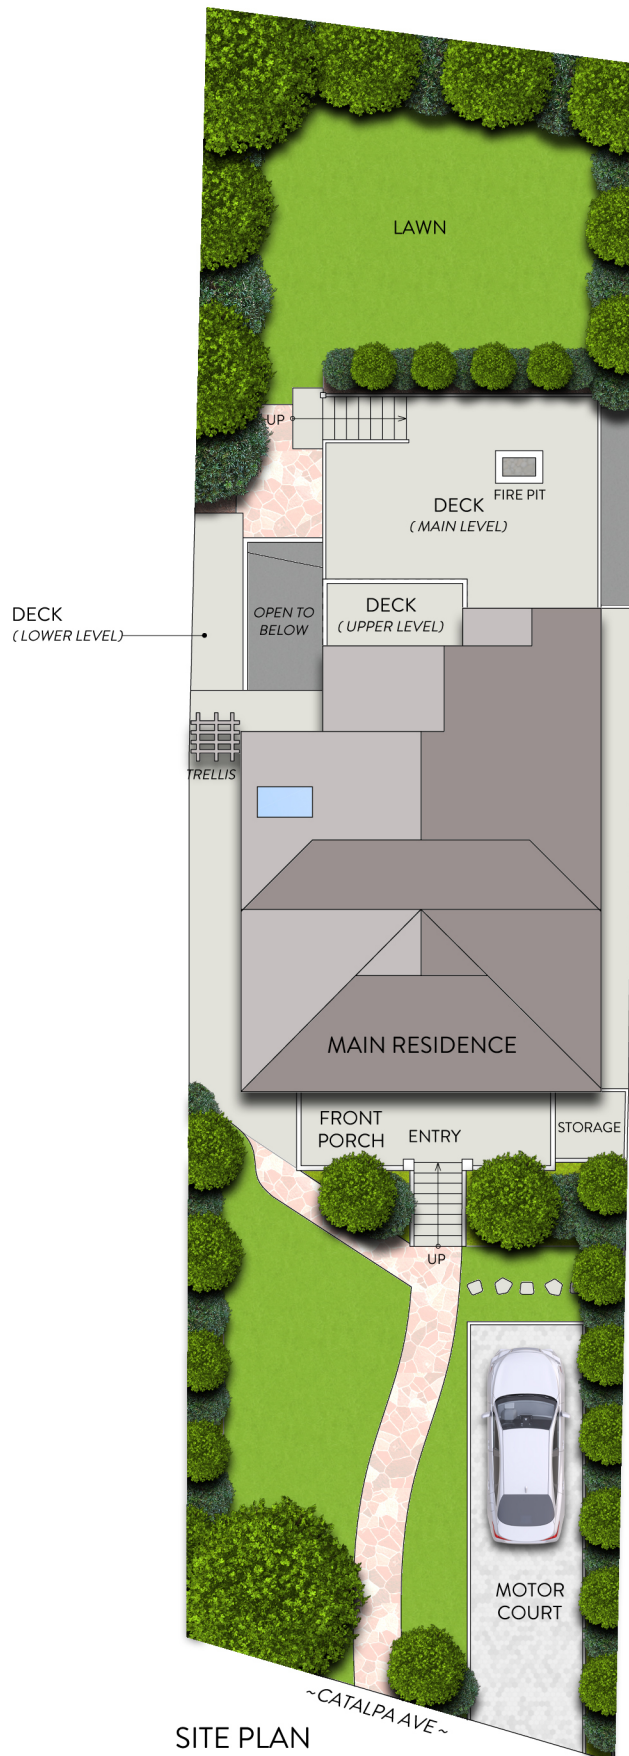 LAWN
UP
FIRE PIT
DECK
( MAIN LEVEL)
OPEN TO
BELOW
DECK
( UPPER LEVEL)
DECK
( LOWER LEVEL)
TRELLIS
MAIN RESIDENCE
FRONT
PORCH
ENTRY
STORAGE
UP
MOTOR
COURT
~CATALPA AVE~
SITE PLAN